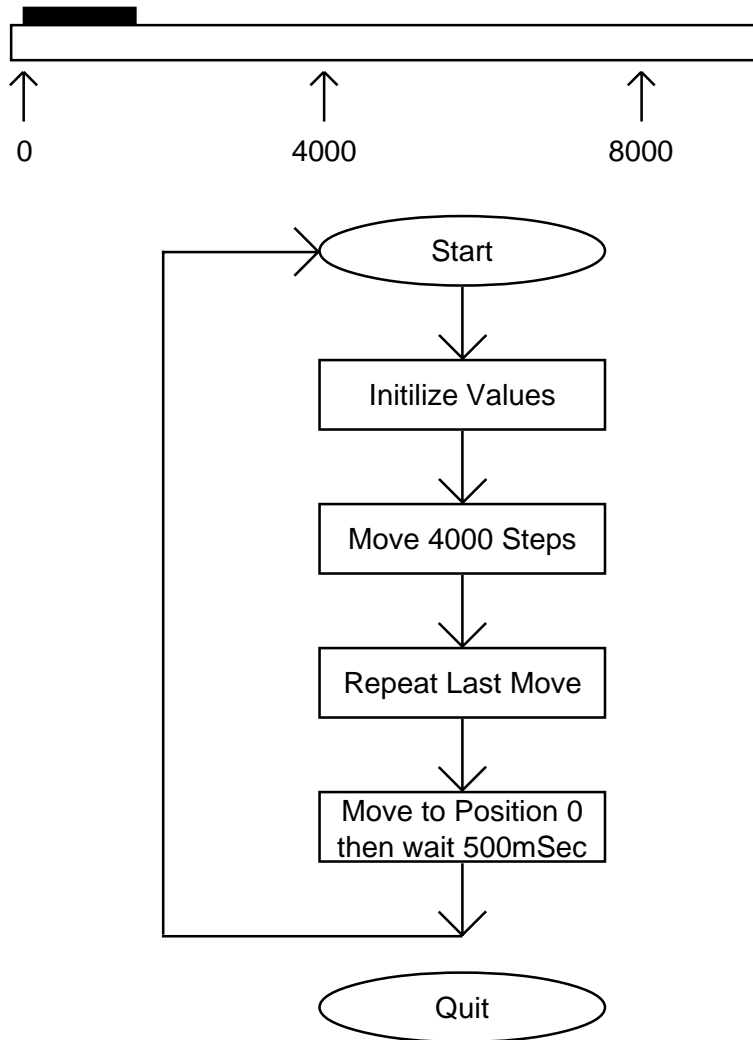 0 4000 8000
Start
Initilize Values
Move 4000 Steps
Repeat Last Move
Move to Position 0
then wait 500mSec
Quit